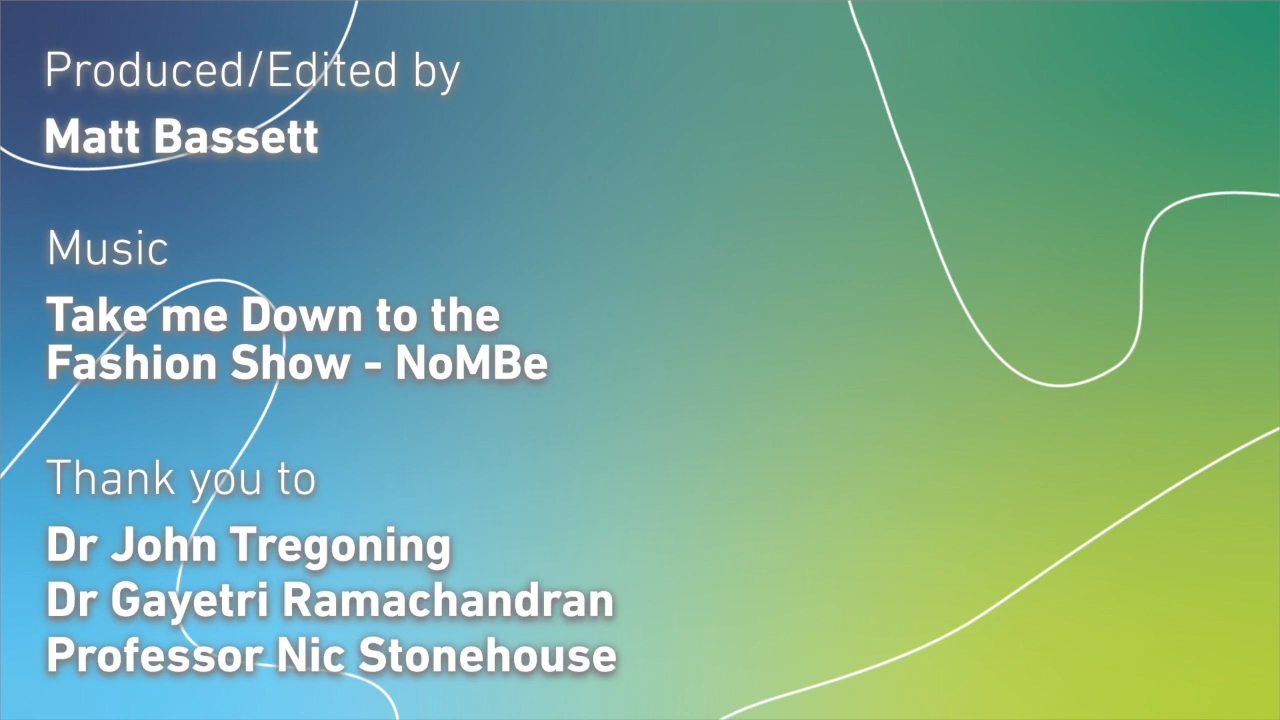 Produced/Edited by
Matt Bassett
Music
Take me Down to the
Fashion Show - NoMBe
Thank you to
Dr John Tregoning
Dr Gayetri Ramachandran
Professor Nic Stonehouse